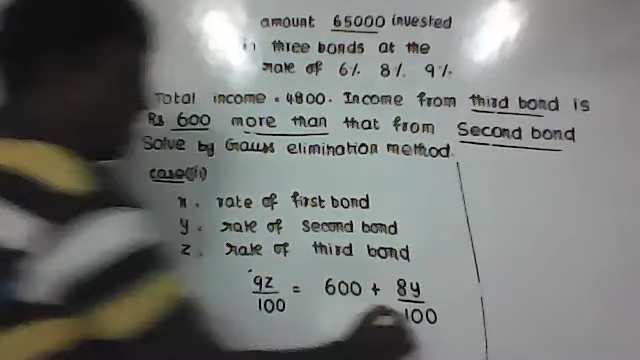 amount 65000 invested
in three bonds at the
rate of 6% 8% 9%
Total income = 4800. Income from third bond is
Rs 600 more than that from Second bond
Solve by Gauss elimination method.
case(ii)
x = rate of first bond
y = rate of second bond
z = rate of third bond
9z/100 = 600 + 8y/100